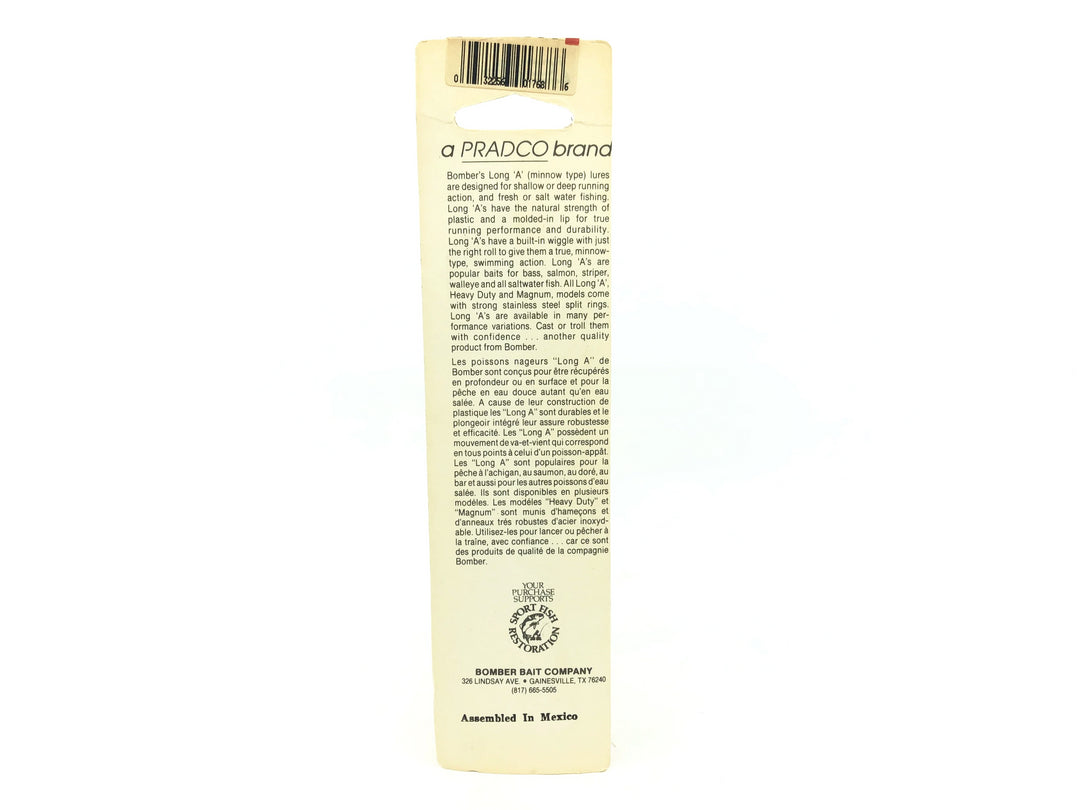 0 32256 01768 6
a PRADCO brand
Bomber's Long 'A' (minnow type) lures
are designed for shallow or deep running
action, and fresh or salt water fishing.
Long 'A's have the natural strength of
plastic and a molded-in lip for true
running performance and durability.
Long 'A's have a built-in wiggle with just
the right roll to give them a true, minnow-
type, swimming action. Long 'A's are
popular baits for bass, salmon, striper,
walleye and all saltwater fish. All Long 'A',
Heavy Duty and Magnum, models come
with strong stainless steel split rings.
Long 'A's are available in many per-
formance variations. Cast or troll them
with confidence . . . another quality
product from Bomber.
Les poissons nageurs "Long A" de
Bomber sont conçus pour être récupérés
en profondeur ou en surface et pour la
pêche en eau douce autant qu'en eau
salée. A cause de leur construction de
plastique les "Long A" sont durables et le
plongeoir intégré leur assure robustesse
et efficacité. Les "Long A" possèdent un
mouvement de va-et-vient qui correspond
en tous points à celui d'un poisson-appât.
Les "Long A" sont populaires pour la
pêche à l'achigan, au saumon, au doré, au
bar et aussi pour les autres poissons d'eau
salée. Ils sont disponibles en plusieurs
modéles. Les modéles "Heavy Duty" et
"Magnum" sont munis d'hameçons et
d'anneaux trés robustes d'acier inoxyd-
able. Utilisez-les pour lancer ou pêcher à
la traîne, avec confiance . . . car ce sont
des produits de qualité de la compagnie
Bomber.
YOUR
PURCHASE
SUPPORTS
SPORT FISH
RESTORATION
BOMBER BAIT COMPANY
326 LINDSAY AVE. • GAINESVILLE, TX 76240
(817) 665-5505
Assembled In Mexico